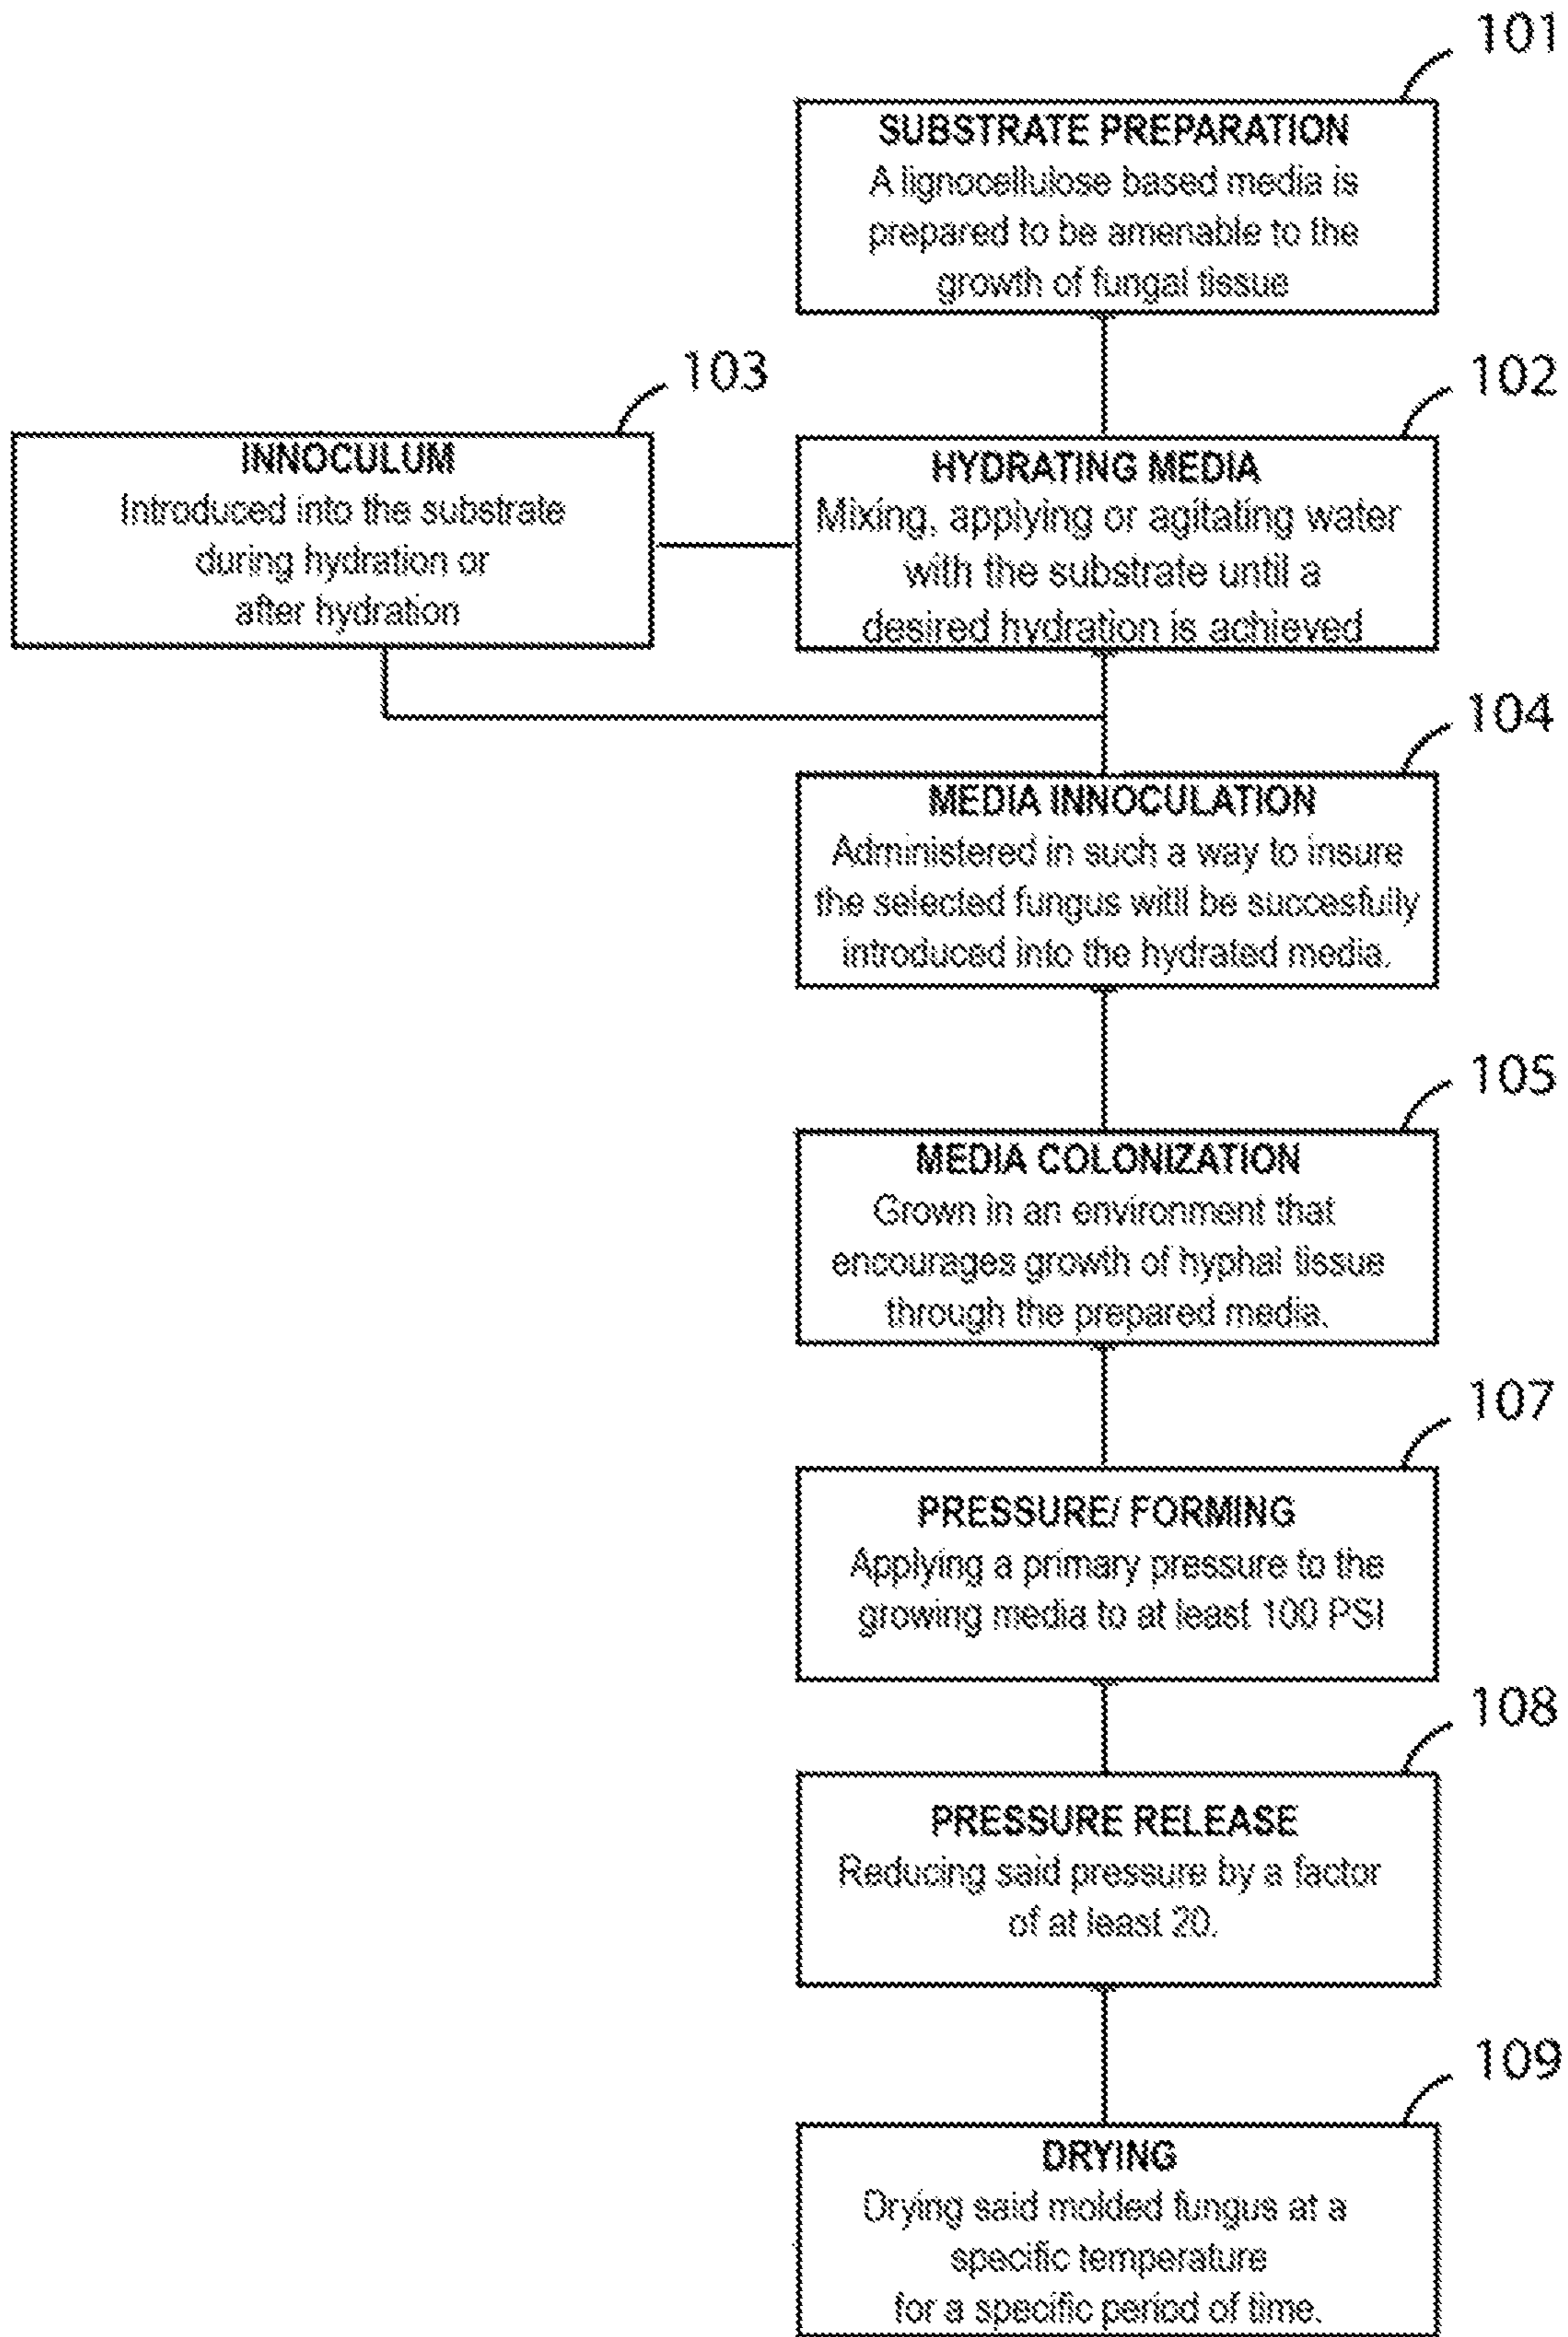 101
SUBSTRATE PREPARATION
A lignocellulose based media is
prepared to be amenable to the
growth of fungal tissue
103
102
INNOCULUM
Introduced into the substrate
during hydration or
after hydration
HYDRATING MEDIA
Mixing, applying or agitating water
with the substrate until a
desired hydration is achieved
104
MEDIA INNOCULATION
Administered in such a way to insure
the selected fungus witll be succesfully
introduced into the hydrated media.
105
MEDIA COLONIZATION
Grown in an environment that
encourages growth of hyphal tissue
through the prepared media.
107
PRESSURE/ FORMING
Applying a primary pressure to the
growing media to at least 100 PSI
108
PRESSURE RELEASE
Reducing said pressure by a factor
of at least 20.
109
DRYING
Drying said molded fungus at a
specific temperature
for a specific period of time.